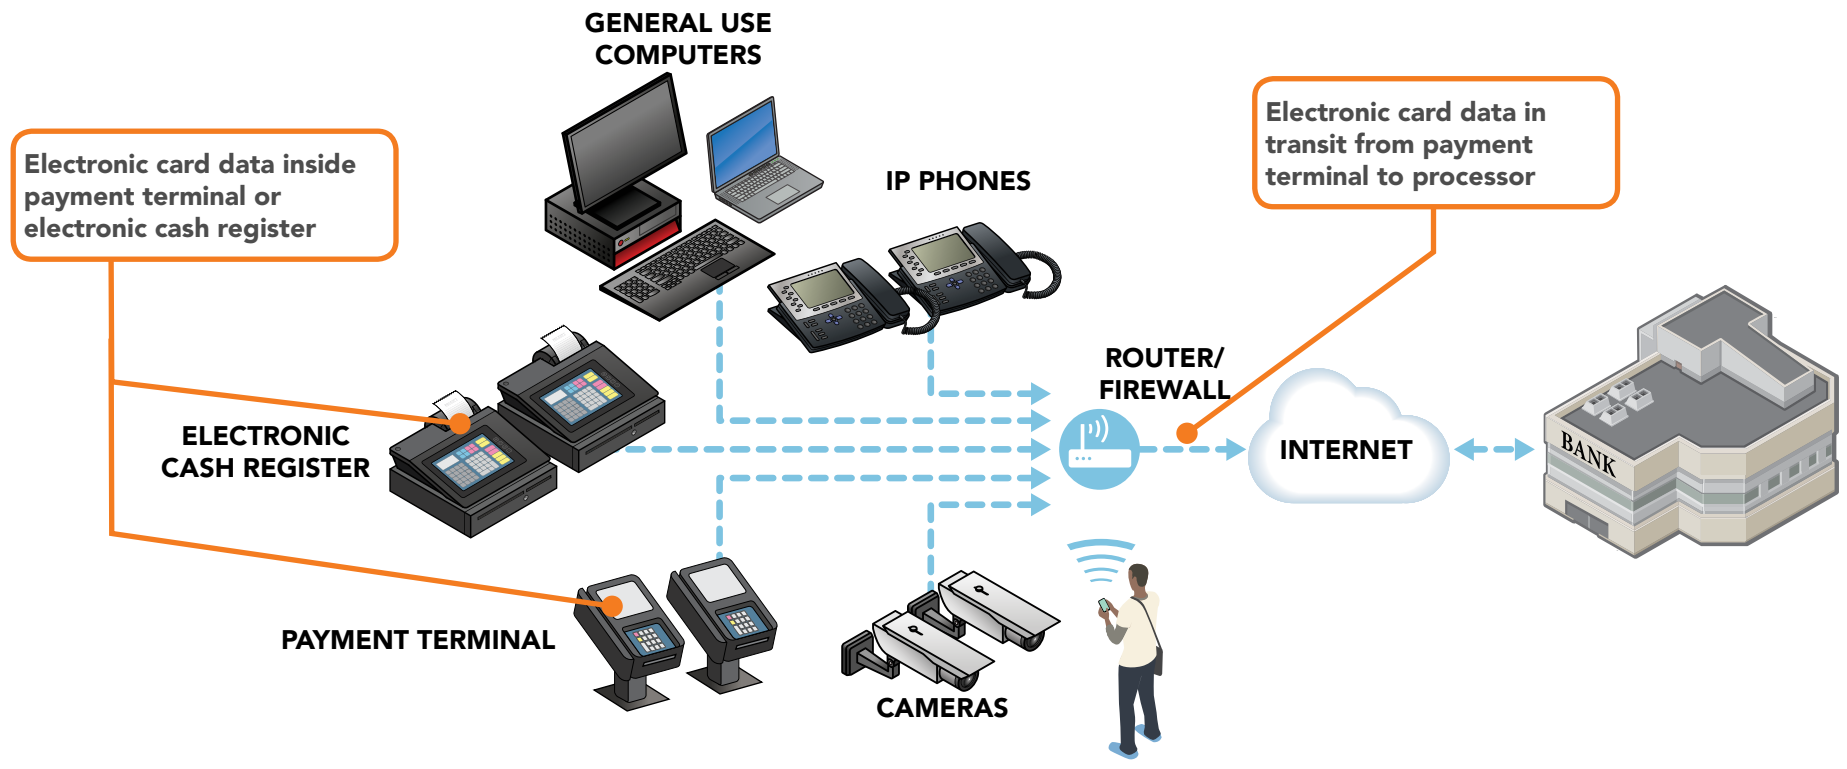 GENERAL USE
COMPUTERS
Electronic card data in
transit from payment
terminal to processor
Electronic card data inside
payment terminal or
electronic cash register
IP PHONES
ROUTER/
FIREWALL
ELECTRONIC
CASH REGISTER
INTERNET
BANK
PAYMENT TERMINAL
CAMERAS